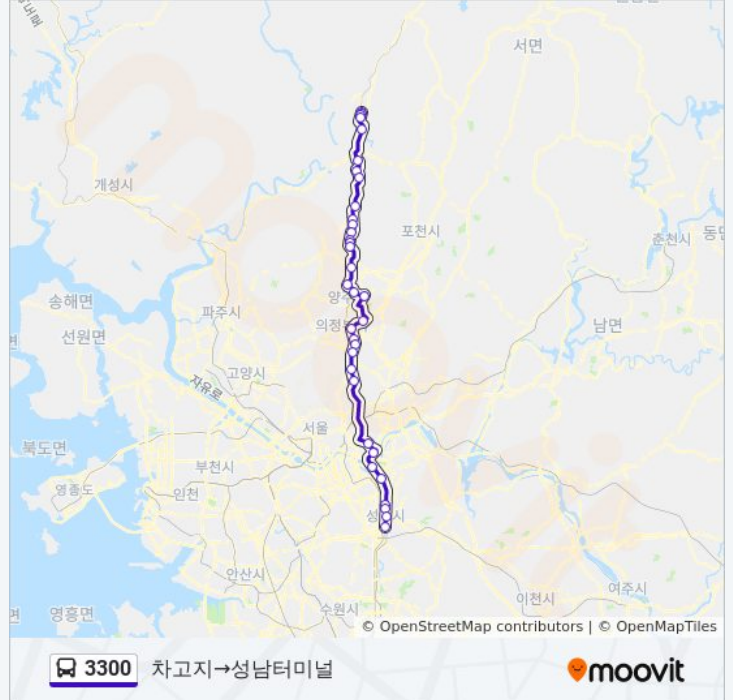 서면
개성시
포천시
춘천시
동면
송해면
파주시
양주
남면
선원면
의정부
고양시
자유로
서울
북도면
부천시
영종도
인천
성남시
안산시
여주시
이천시
영흥면
수원시
© OpenStreetMap contributors | © OpenMapTiles
3300 차고지→성남터미널
moovit